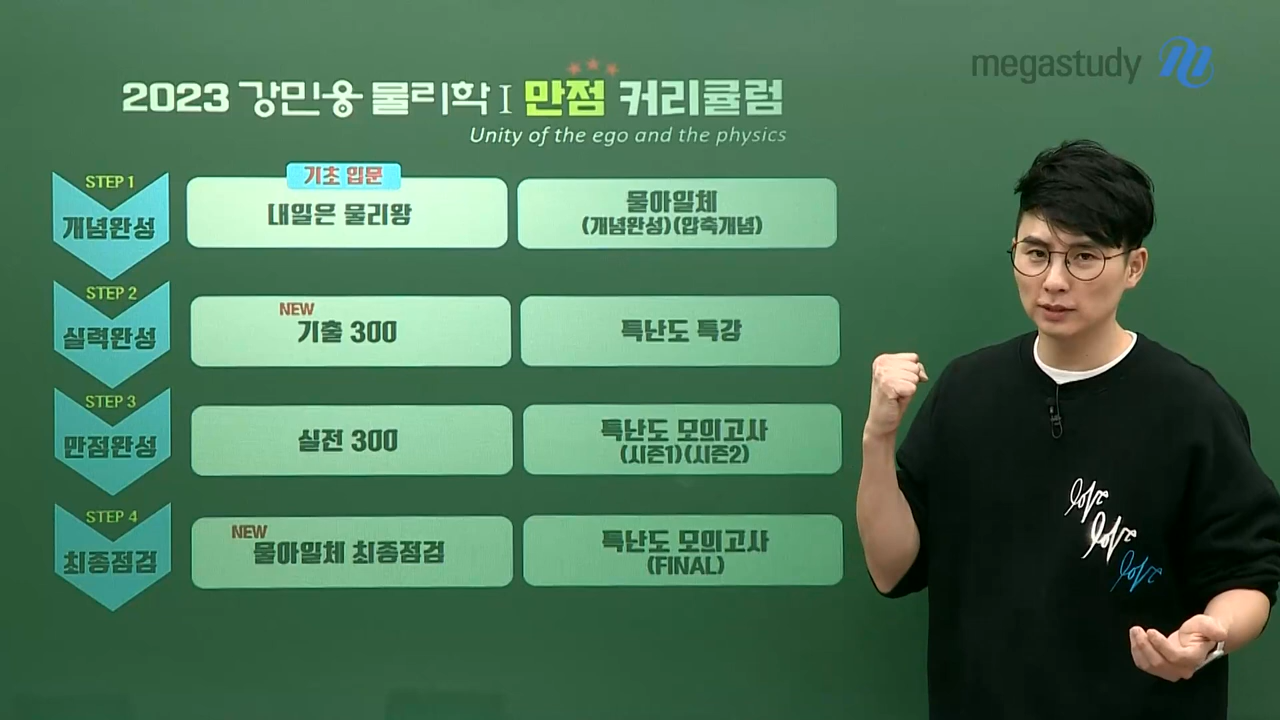 megastudy
2023 강민웅 물리학 I 만점 커리큘럼
Unity of the ego and the physics
STEP 1
개념완성
기초 입문
내일은 물리왕
물아일체
(개념완성)(압축개념)
STEP 2
실력완성
NEW
기출 300
특난도 특강
STEP 3
만점완성
실전 300
특난도 모의고사
(시즌1)(시즌2)
STEP 4
최종점검
NEW
물아일체 최종점검
특난도 모의고사
(FINAL)
love
love
love